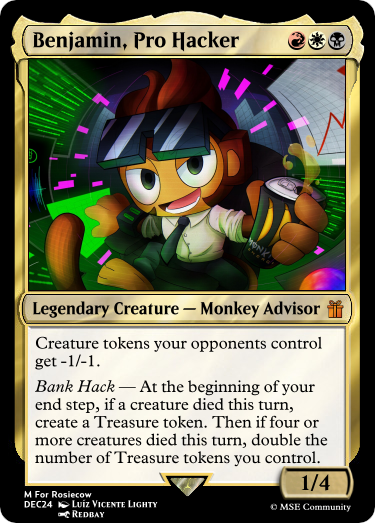 Benjamin, Pro Hacker
Legendary Creature — Monkey Advisor
Creature tokens your opponents control
get -1/-1.
Bank Hack — At the beginning of your
end step, if a creature died this turn,
create a Treasure token. Then if four or
more creatures died this turn, double the
number of Treasure tokens you control.
1/4
M For Rosiecow
DEC24 Luíz Vicente Lighty
Redbay
© MSE Community